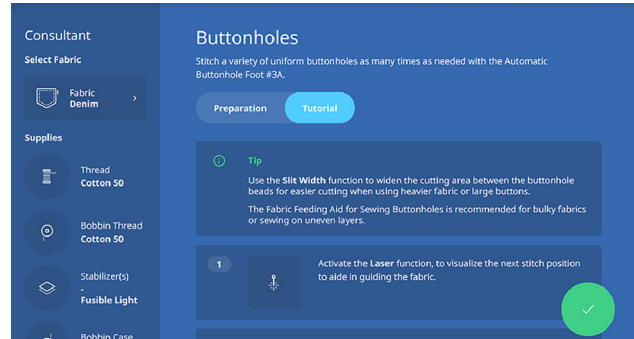 Consultant
Select Fabric
Fabric
Denim
Supplies
Thread
Cotton 50
Bobbin Thread
Cotton 50
Stabilizer(s)
-
Fusible Light
Bobbin Case
Buttonholes
Stitch a variety of uniform buttonholes as many times as needed with the Automatic
Buttonhole Foot #3A.
Preparation
Tutorial
Tip
Use the Slit Width function to widen the cutting area between the buttonhole
beads for easier cutting when using heavier fabric or large buttons.
The Fabric Feeding Aid for Sewing Buttonholes is recommended for bulky fabrics
or sewing on uneven layers.
1
Activate the Laser function, to visualize the next stitch position
to aide in guiding the fabric.